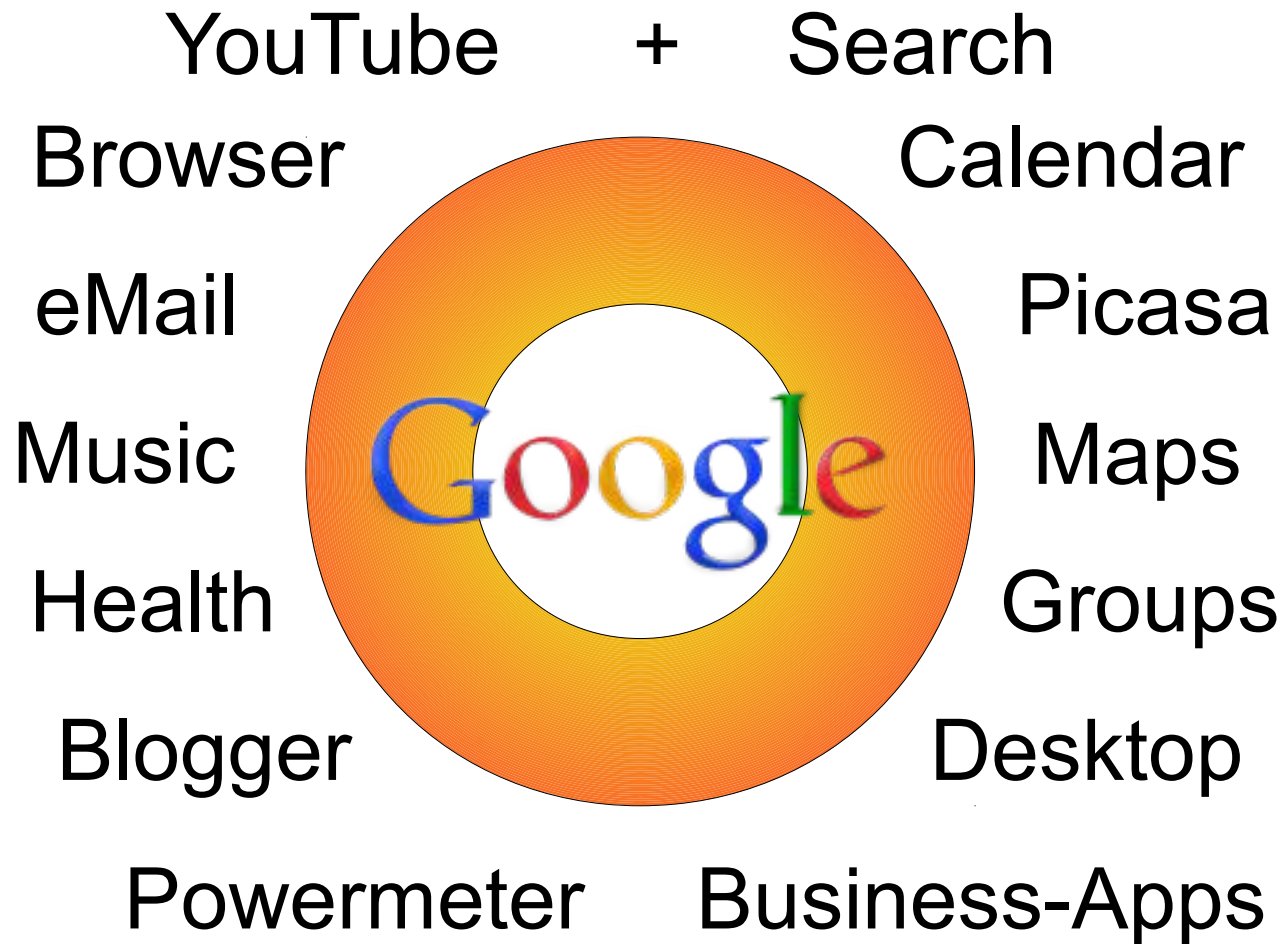 YouTube + Search
Browser Calendar
eMail Picasa
Music Google Maps
Health Groups
Blogger Desktop
Powermeter Business-Apps